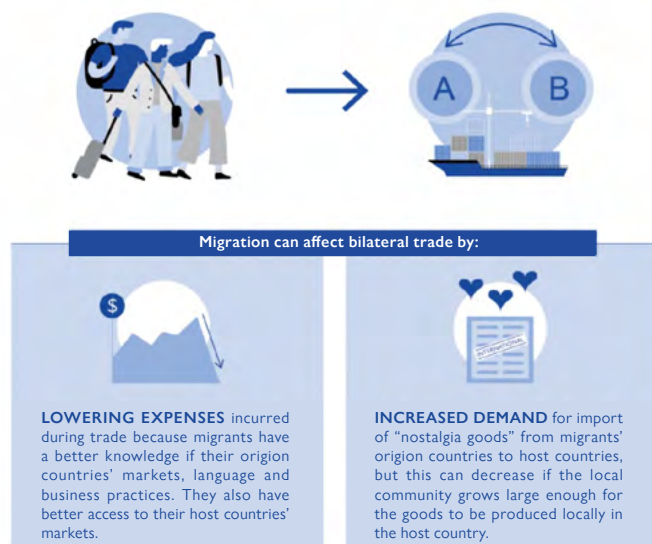 A
B
Migration can affect bilateral trade by:
$
INTERNATIONAL
LOWERING EXPENSES incurred
during trade because migrants have
a better knowledge if their origion
countries' markets, language and
business practices. They also have
better access to their host countries'
markets.
INCREASED DEMAND for import
of “nostalgia goods” from migrants'
origion countries to host countries,
but this can decrease if the local
community grows large enough for
the goods to be produced locally in
the host country.